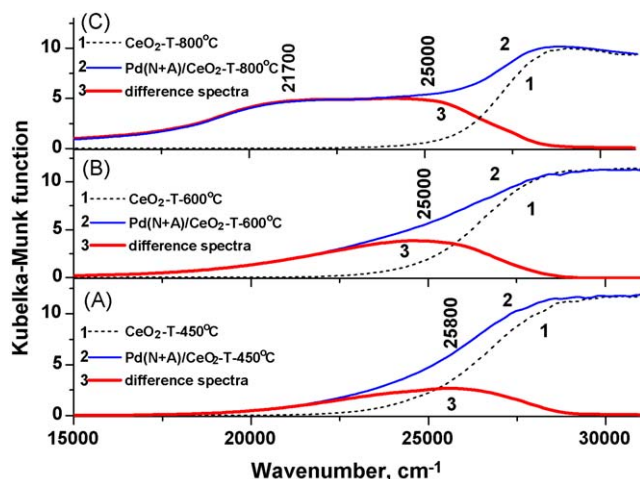 (C)
1 CeO₂-T-800°C
2 Pd(N+A)/CeO₂-T-800°C
3 difference spectra
21700
25000
2
1
3
10
5
0
(B)
1 CeO₂-T-600°C
2 Pd(N+A)/CeO₂-T-600°C
3 difference spectra
25000
2
1
3
10
5
0
(A)
1 CeO₂-T-450°C
2 Pd(N+A)/CeO₂-T-450°C
3 difference spectra
25800
2
1
3
10
5
0
Kubelka-Munk function
15000 20000 25000 30000
Wavenumber, cm⁻¹